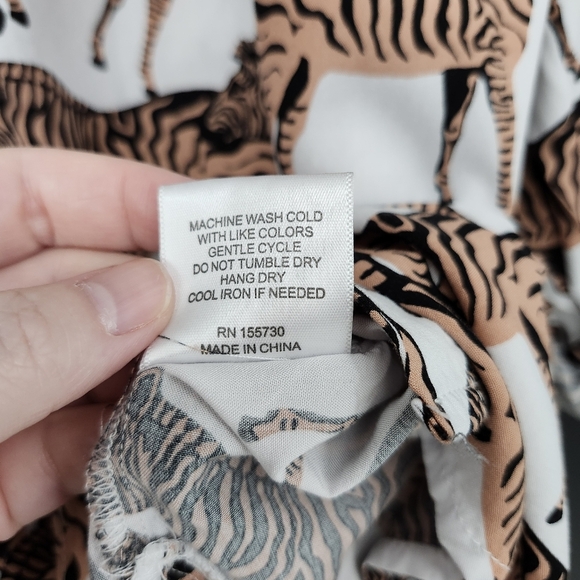 MACHINE WASH COLD
WITH LIKE COLORS
GENTLE CYCLE
DO NOT TUMBLE DRY
HANG DRY
COOL IRON IF NEEDED
RN 155730
MADE IN CHINA